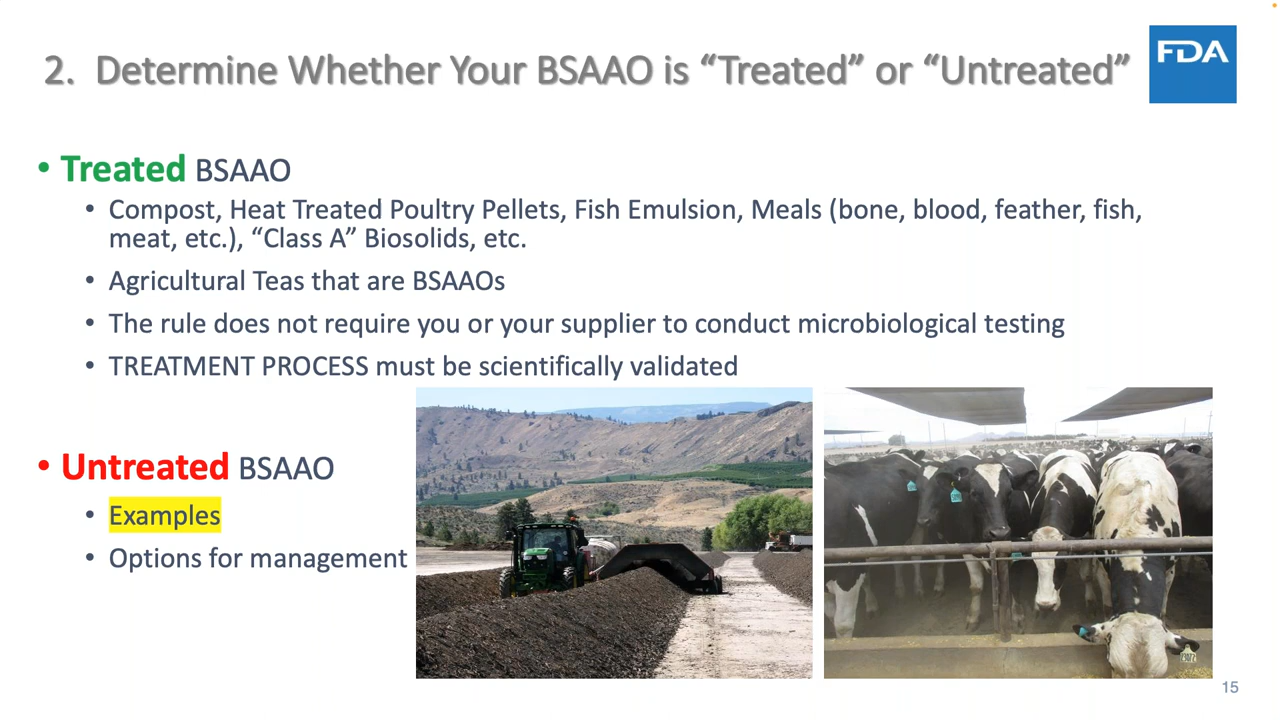 2. Determine Whether Your BSAAO is “Treated” or “Untreated”
FDA
• Treated BSAAO
• Compost, Heat Treated Poultry Pellets, Fish Emulsion, Meals (bone, blood, feather, fish,
meat, etc.), “Class A” Biosolids, etc.
• Agricultural Teas that are BSAAOs
• The rule does not require you or your supplier to conduct microbiological testing
• TREATMENT PROCESS must be scientifically validated
• Untreated BSAAO
• Examples
• Options for management
15